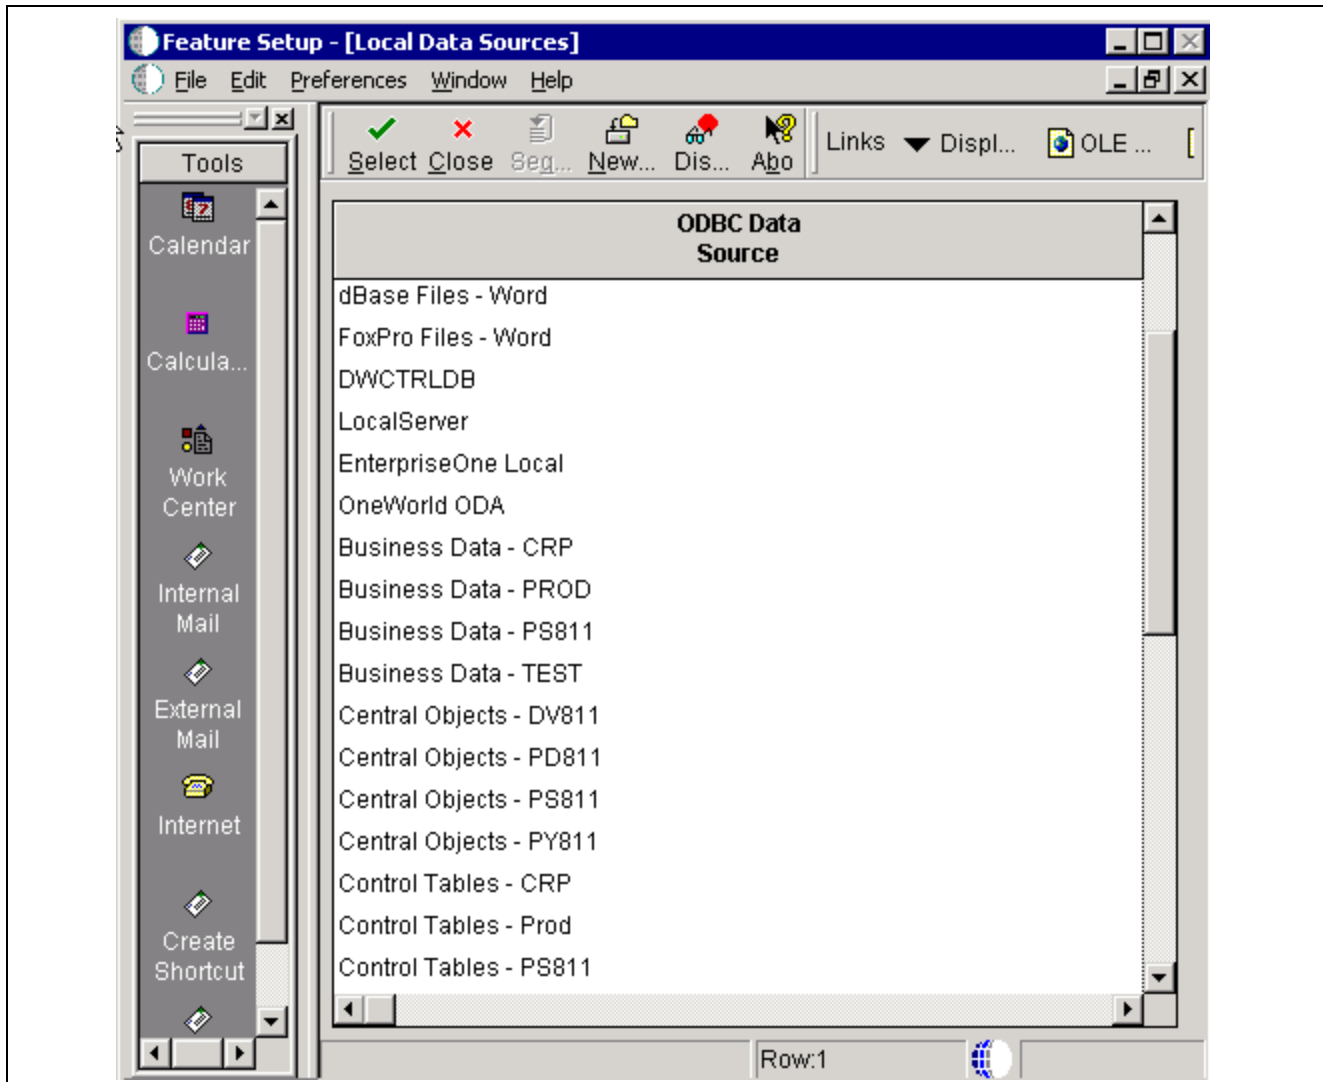 Feature Setup - [Local Data Sources]
File Edit Preferences Window Help
Tools
Calendar
Calcula...
Work
Center
Internal
Mail
External
Mail
Internet
Create
Shortcut
Select Close Seq... New... Dis... Abo
Links Displ... OLE ...
ODBC Data
Source
dBase Files - Word
FoxPro Files - Word
DWCTRLDB
LocalServer
EnterpriseOne Local
OneWorld ODA
Business Data - CRP
Business Data - PROD
Business Data - PS811
Business Data - TEST
Central Objects - DV811
Central Objects - PD811
Central Objects - PS811
Central Objects - PY811
Control Tables - CRP
Control Tables - Prod
Control Tables - PS811
Row:1